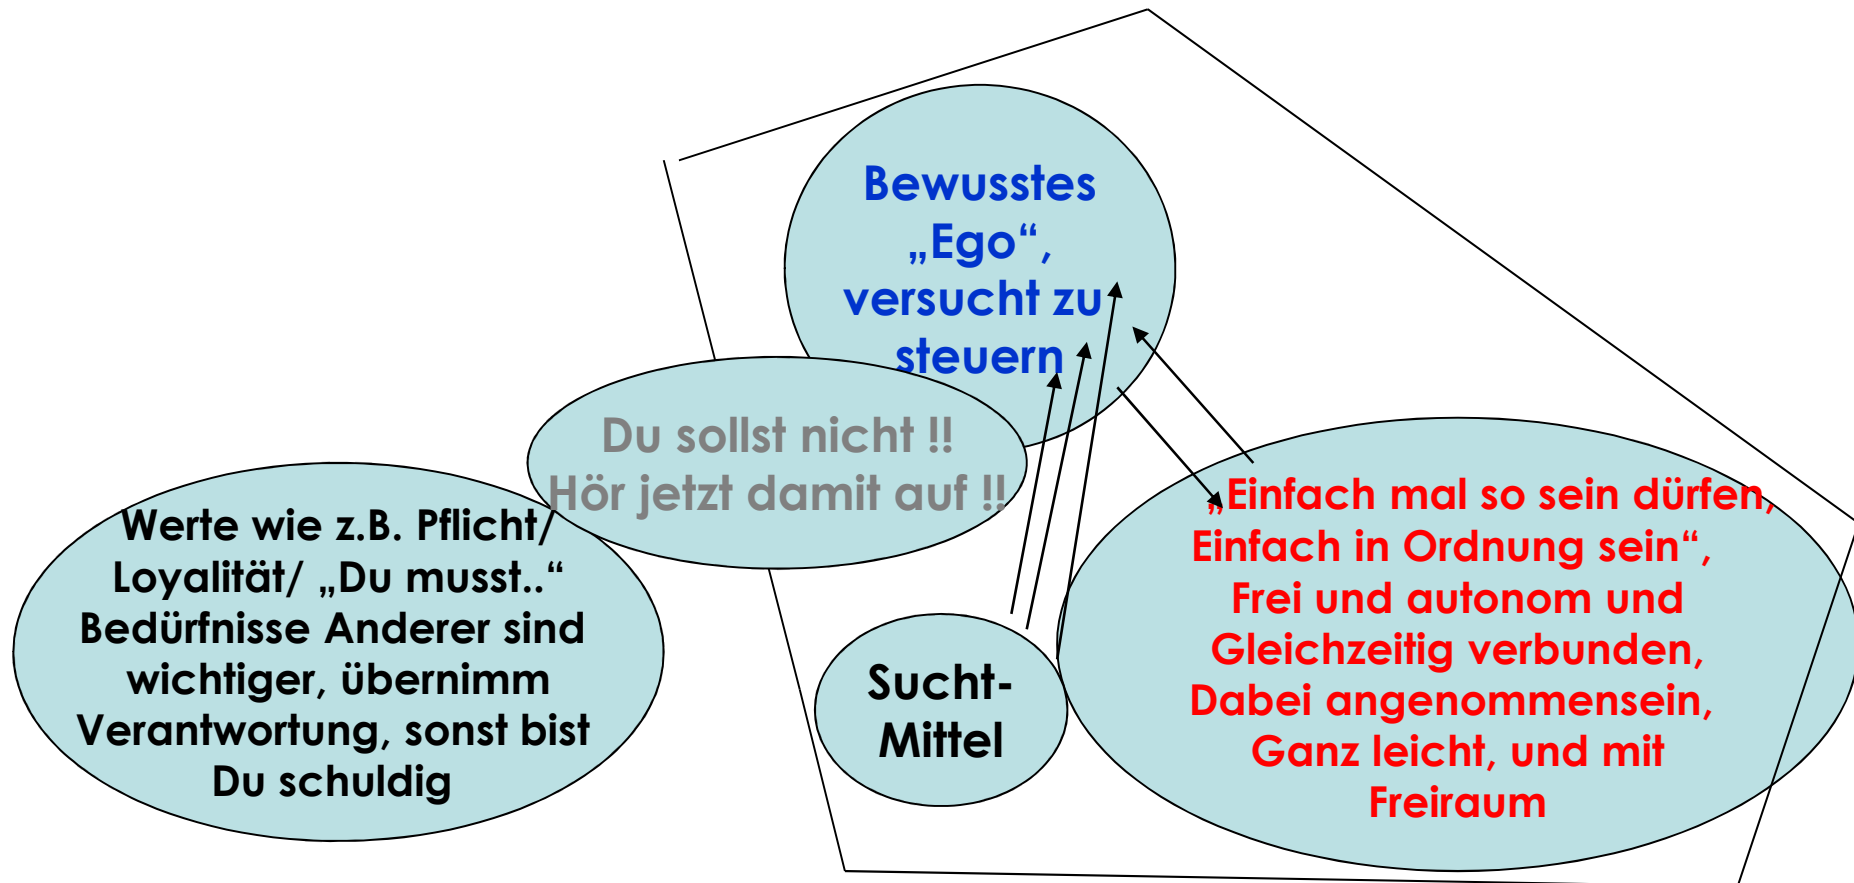 Bewusstes
„Ego“,
versucht zu
steuern
Du sollst nicht !!
Hör jetzt damit auf !!
Werte wie z.B. Pflicht/
Loyalität/ „Du musst..“
Bedürfnisse Anderer sind
wichtiger, übernimm
Verantwortung, sonst bist
Du schuldig
Sucht-
Mittel
„Einfach mal so sein dürfen,
Einfach in Ordnung sein“,
Frei und autonom und
Gleichzeitig verbunden,
Dabei angenommensein,
Ganz leicht, und mit
Freiraum